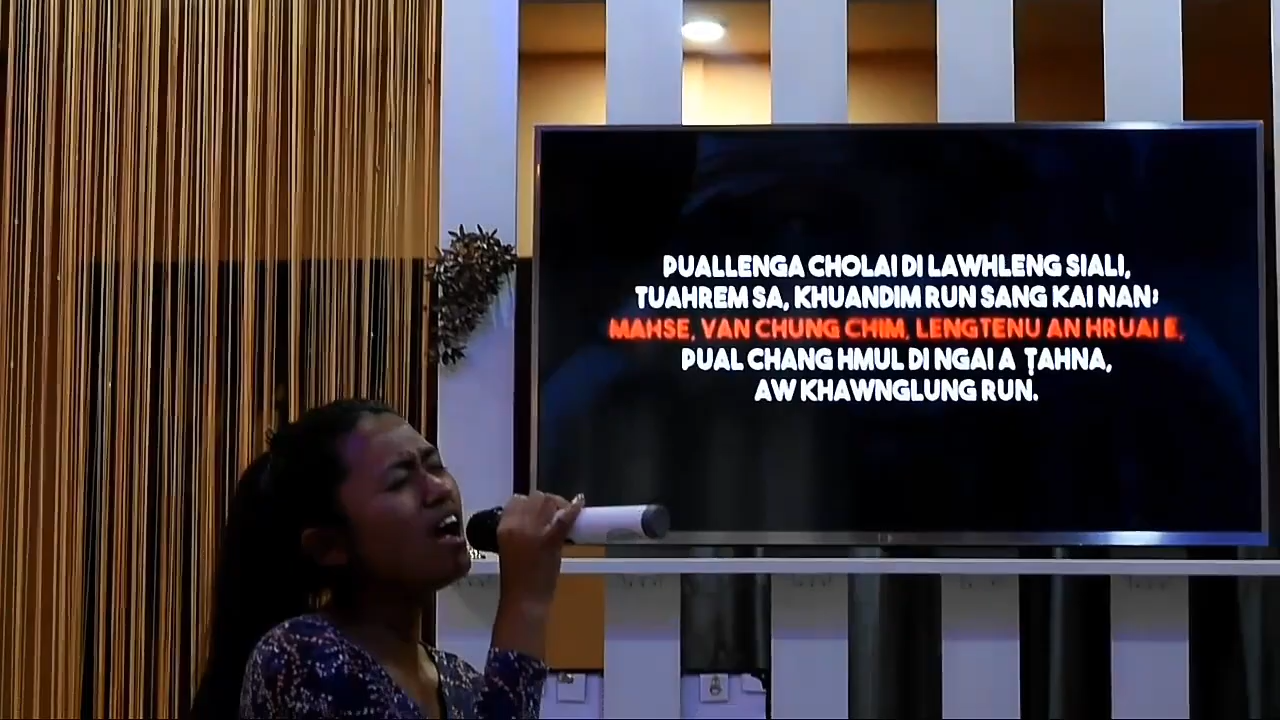 PUALLENGA CHOLAI DI LAWHLENG SIALI,
TUAHREM SA, KHUANDIM RUN SANG KAI NAN;
MAHSE, VAN CHUNG CHIM, LENGTENU AN HRUAI E,
PUAL CHANG HMUL DI NGAI A ṬAHNA,
AW KHAWNGLUNG RUN.